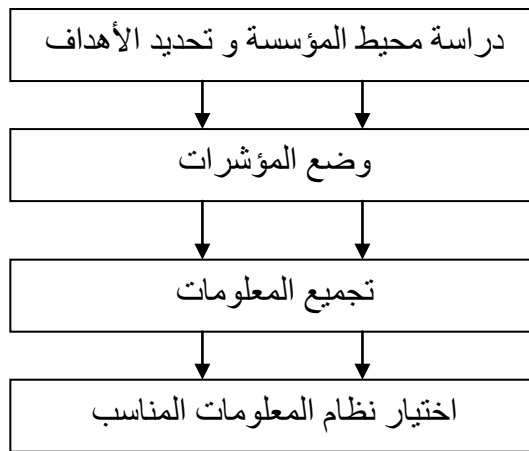 دراسة محيط المؤسسة و تحديد الأهداف
وضع المؤشرات
تجميع المعلومات
اختيار نظام المعلومات المناسب